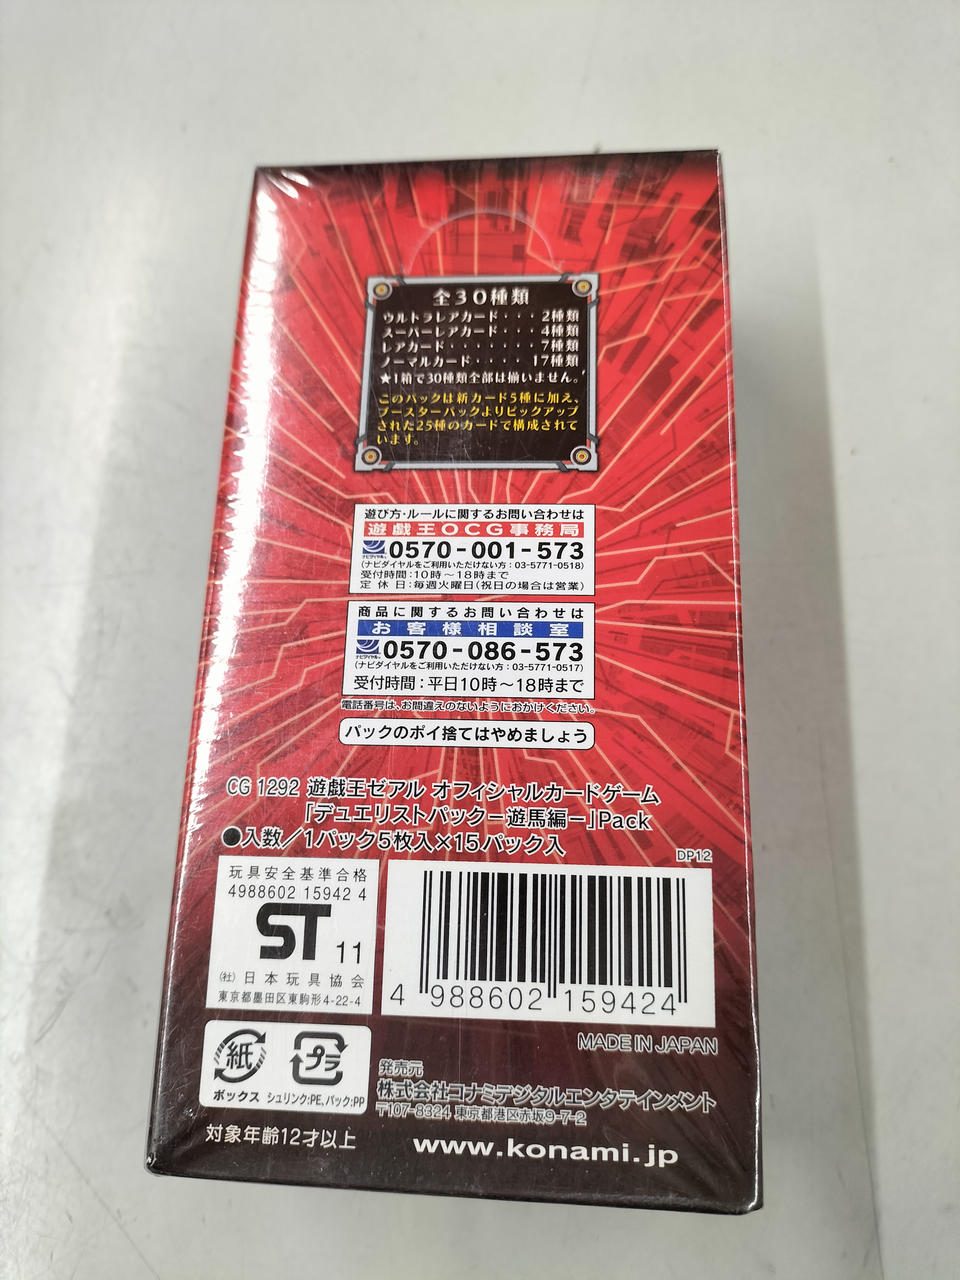 全30種類
ウルトラレアカード・・・2種類
スーパーレアカード・・・4種類
レアカード・・・・・・・7種類
ノーマルカード・・・・17種類
★1箱で30種類全部は揃いません。
このパックは新カード5種に加え、
ブースターパックよりピックアップ
された25種のカードで構成されて
います。
遊び方・ルールに関するお問い合わせは
遊戯王OCG事務局
ナビダイヤル 0570-001-573
(ナビダイヤルをご利用いただけない方:03-5771-0518)
受付時間:10時〜18時まで
定休日:毎週火曜日(祝日の場合は営業)
商品に関するお問い合わせは
お客様相談室
ナビダイヤル 0570-086-573
(ナビダイヤルをご利用いただけない方:03-5771-0517)
受付時間:平日10時〜18時まで
電話番号は、お間違えのないようにおかけください。
パックのポイ捨てはやめましょう
CG 1292 遊戯王ゼアル オフィシャルカードゲーム
「デュエリストパックー遊馬編ー」Pack
●入数/1パック5枚入×15パック入
DP12
玩具安全基準合格
4988602 15942 4
ST 11
(社)日本玩具協会
東京都墨田区東駒形4-22-4
4 988602 159424
MADE IN JAPAN
紙 プラ
ボックス シュリンク:PE、パック:PP
発売元
株式会社コナミデジタルエンタテインメント
〒107-8324 東京都港区赤坂9-7-2
対象年齢12才以上
www.konami.jp